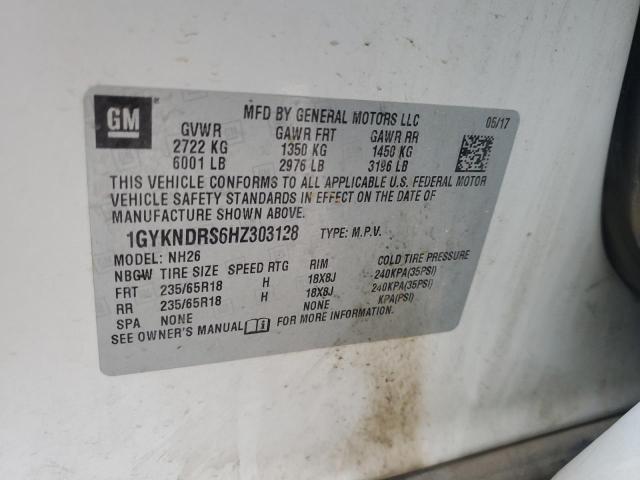 GM
MFD BY GENERAL MOTORS LLC 05/17
GVWR GAWR FRT GAWR RR
2722 KG 1350 KG 1450 KG
6001 LB 2976 LB 3196 LB
THIS VEHICLE CONFORMS TO ALL APPLICABLE U.S. FEDERAL MOTOR
VEHICLE SAFETY STANDARDS IN EFFECT ON THE DATE OF
MANUFACTURE SHOWN ABOVE.
1GYKNDRS6HZ303128 TYPE: M.P.V.
MODEL: NH26
NBGW TIRE SIZE SPEED RTG RIM COLD TIRE PRESSURE
FRT 235/65R18 H 18X8J 240KPA(35PSI)
RR 235/65R18 H 18X8J 240KPA(35PSI)
SPA NONE NONE KPA(PSI)
SEE OWNER'S MANUAL FOR MORE INFORMATION.